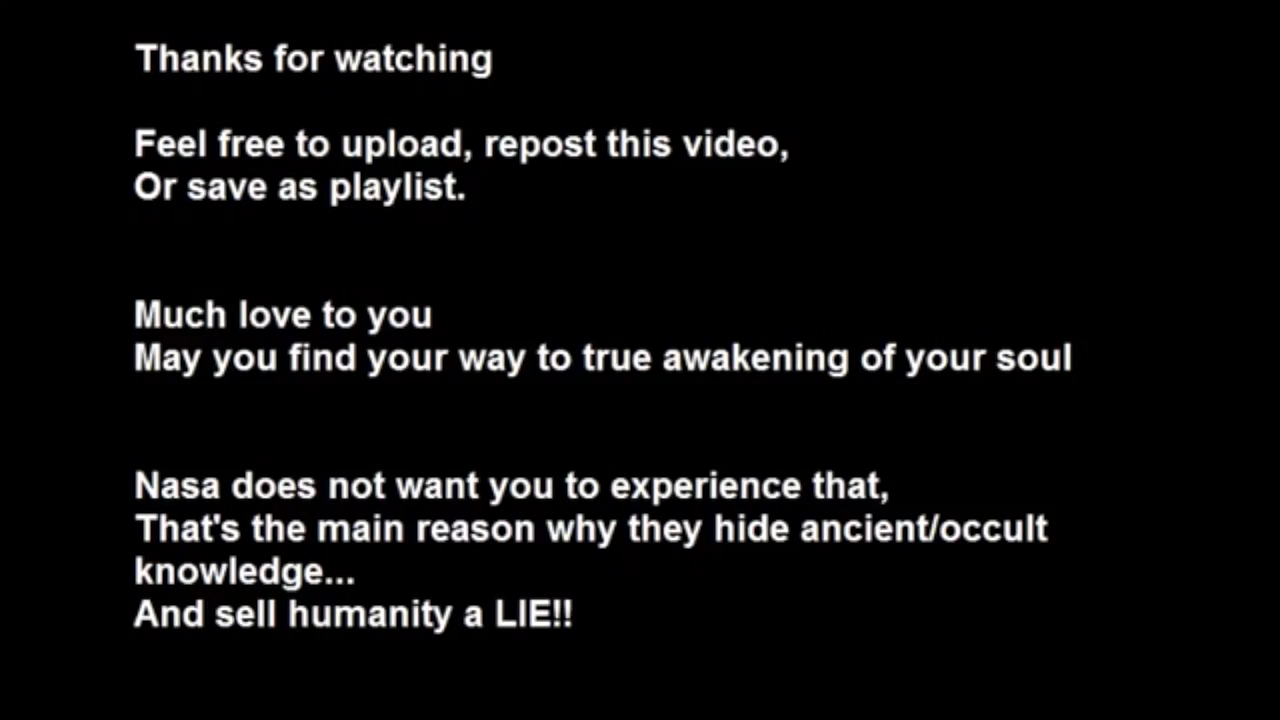 Thanks for watching
Feel free to upload, repost this video,
Or save as playlist.
Much love to you
May you find your way to true awakening of your soul
Nasa does not want you to experience that,
That's the main reason why they hide ancient/occult
knowledge...
And sell humanity a LIE!!